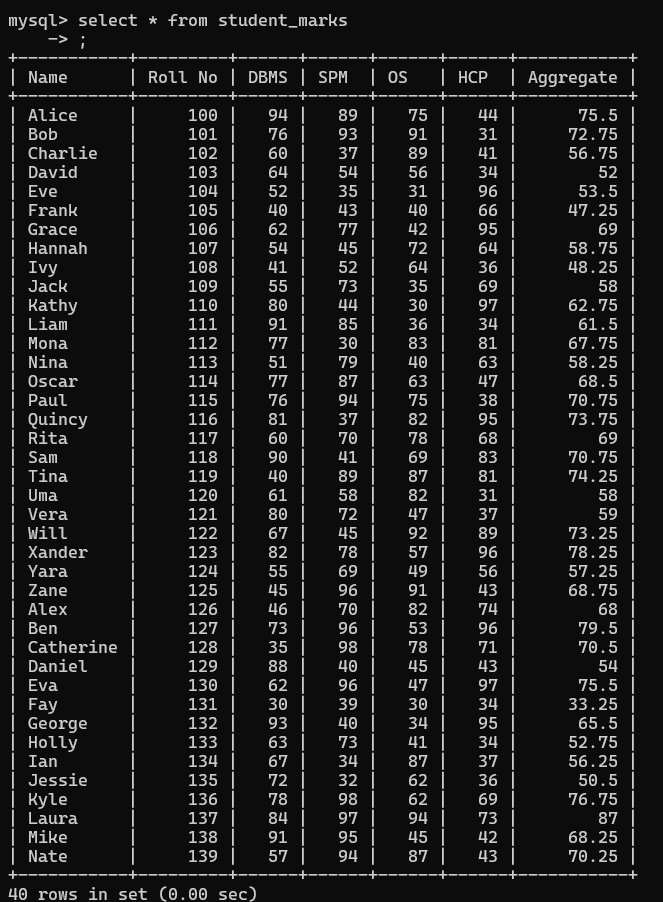 mysql> select * from student_marks
    -> ;
+-----------+---------+------+------+------+------+-----------+
| Name      | Roll No | DBMS | SPM  | OS   | HCP  | Aggregate |
+-----------+---------+------+------+------+------+-----------+
| Alice     |     100 |   94 |   89 |   75 |   44 |      75.5 |
| Bob       |     101 |   76 |   93 |   91 |   31 |     72.75 |
| Charlie   |     102 |   60 |   37 |   89 |   41 |     56.75 |
| David     |     103 |   64 |   54 |   56 |   34 |        52 |
| Eve       |     104 |   52 |   35 |   31 |   96 |      53.5 |
| Frank     |     105 |   40 |   43 |   40 |   66 |     47.25 |
| Grace     |     106 |   62 |   77 |   42 |   95 |        69 |
| Hannah    |     107 |   54 |   45 |   72 |   64 |     58.75 |
| Ivy       |     108 |   41 |   52 |   64 |   36 |     48.25 |
| Jack      |     109 |   55 |   73 |   35 |   69 |        58 |
| Kathy     |     110 |   80 |   44 |   30 |   97 |     62.75 |
| Liam      |     111 |   91 |   85 |   36 |   34 |      61.5 |
| Mona      |     112 |   77 |   30 |   83 |   81 |     67.75 |
| Nina      |     113 |   51 |   79 |   40 |   63 |     58.25 |
| Oscar     |     114 |   77 |   87 |   63 |   47 |      68.5 |
| Paul      |     115 |   76 |   94 |   75 |   38 |     70.75 |
| Quincy    |     116 |   81 |   37 |   82 |   95 |     73.75 |
| Rita      |     117 |   60 |   70 |   78 |   68 |        69 |
| Sam       |     118 |   90 |   41 |   69 |   83 |     70.75 |
| Tina      |     119 |   40 |   89 |   87 |   81 |     74.25 |
| Uma       |     120 |   61 |   58 |   82 |   31 |        58 |
| Vera      |     121 |   80 |   72 |   47 |   37 |        59 |
| Will      |     122 |   67 |   45 |   92 |   89 |     73.25 |
| Xander    |     123 |   82 |   78 |   57 |   96 |     78.25 |
| Yara      |     124 |   55 |   69 |   49 |   56 |     57.25 |
| Zane      |     125 |   45 |   96 |   91 |   43 |     68.75 |
| Alex      |     126 |   46 |   70 |   82 |   74 |        68 |
| Ben       |     127 |   73 |   96 |   53 |   96 |      79.5 |
| Catherine |     128 |   35 |   98 |   78 |   71 |      70.5 |
| Daniel    |     129 |   88 |   40 |   45 |   43 |        54 |
| Eva       |     130 |   62 |   96 |   47 |   97 |      75.5 |
| Fay       |     131 |   30 |   39 |   30 |   34 |     33.25 |
| George    |     132 |   93 |   40 |   34 |   95 |      65.5 |
| Holly     |     133 |   63 |   73 |   41 |   34 |     52.75 |
| Ian       |     134 |   67 |   34 |   87 |   37 |     56.25 |
| Jessie    |     135 |   72 |   32 |   62 |   36 |      50.5 |
| Kyle      |     136 |   78 |   98 |   62 |   69 |     76.75 |
| Laura     |     137 |   84 |   97 |   94 |   73 |        87 |
| Mike      |     138 |   91 |   95 |   45 |   42 |     68.25 |
| Nate      |     139 |   57 |   94 |   87 |   43 |     70.25 |
+-----------+---------+------+------+------+------+-----------+
40 rows in set (0.00 sec)